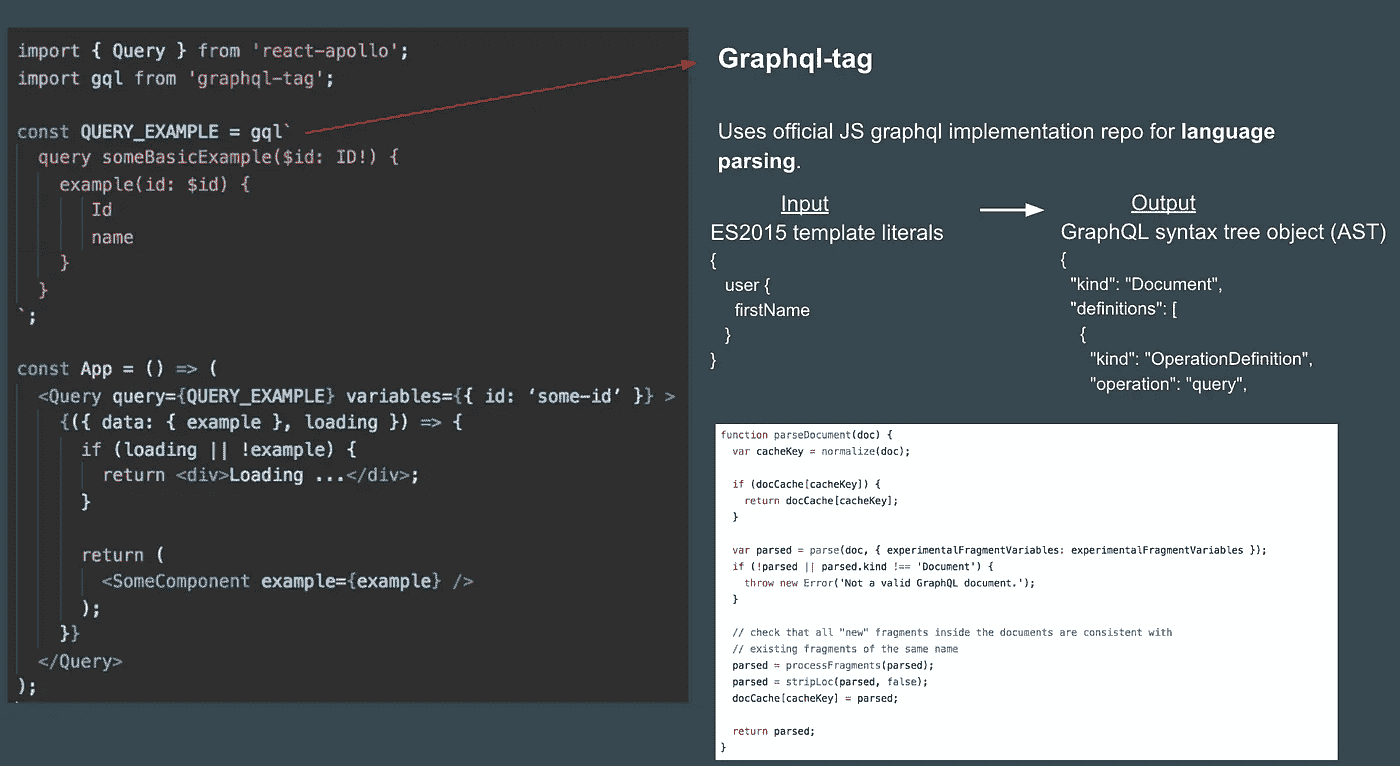 import { Query } from 'react-apollo';
import gql from 'graphql-tag';
const QUERY_EXAMPLE = gql`
query someBasicExample($id: ID!) {
example(id: $id) {
Id
name
}
}
`;
const App = () => (
<Query query={QUERY_EXAMPLE} variables={{ id: ‘some-id’ }} >
{({ data: { example }, loading }) => {
if (loading || !example) {
return <div>Loading ...</div>;
}
return (
<SomeComponent example={example} />
);
}}
</Query>
);
Graphql-tag
Uses official JS graphql implementation repo for language
parsing.
Input
ES2015 template literals
{
user {
firstName
}
}
Output
GraphQL syntax tree object (AST)
{
"kind": "Document",
"definitions": [
{
"kind": "OperationDefinition",
"operation": "query",
function parseDocument(doc) {
var cacheKey = normalize(doc);
if (docCache[cacheKey]) {
return docCache[cacheKey];
}
var parsed = parse(doc, { experimentalFragmentVariables: experimentalFragmentVariables });
if (!parsed || parsed.kind !== 'Document') {
throw new Error('Not a valid GraphQL document.');
}
// check that all "new" fragments inside the documents are consistent with
// existing fragments of the same name
parsed = processFragments(parsed);
parsed = stripLoc(parsed, false);
docCache[cacheKey] = parsed;
return parsed;
}